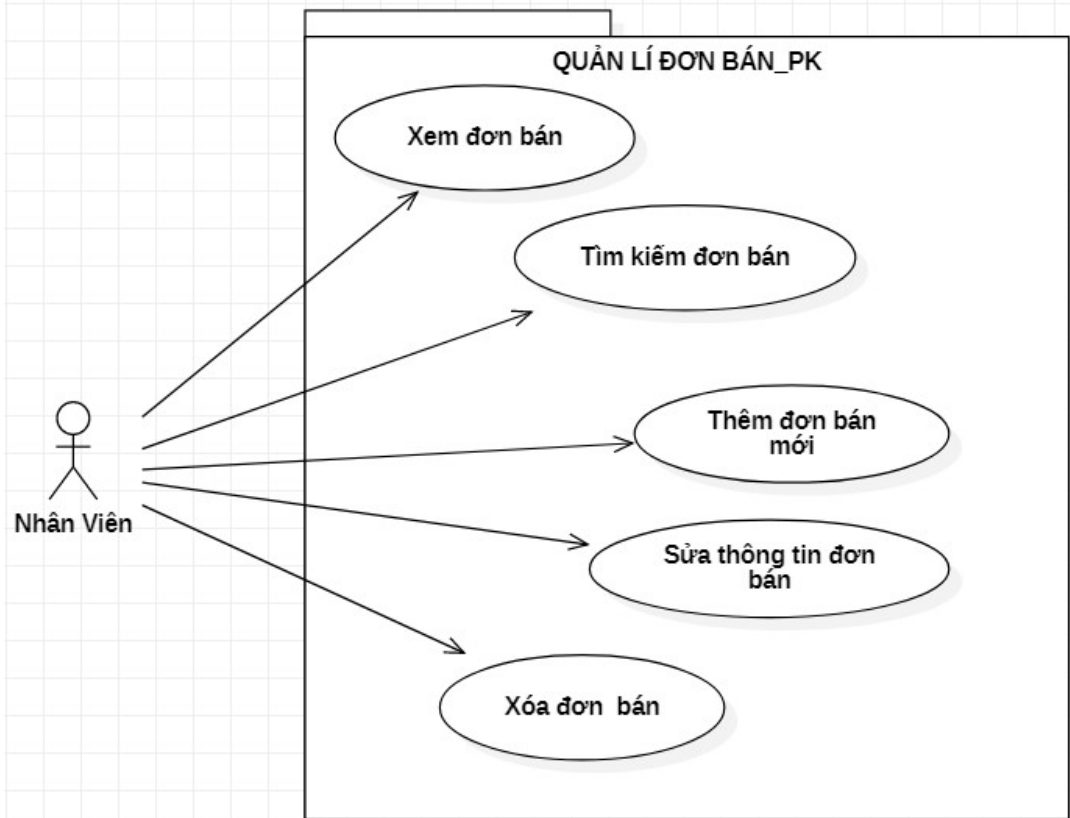 QUẢN LÍ ĐƠN BÁN_PK
Xem đơn bán
Tìm kiếm đơn bán
Thêm đơn bán
mới
Nhân Viên
Sửa thông tin đơn
bán
Xóa đơn bán